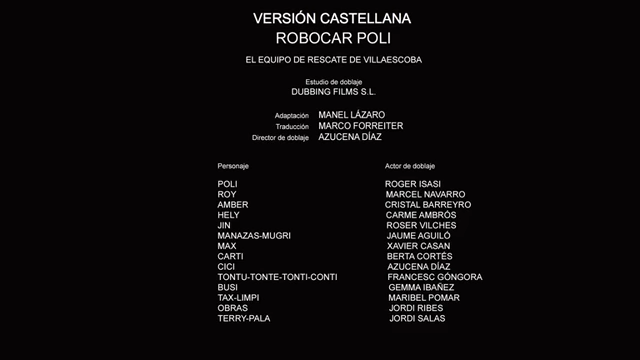 VERSIÓN CASTELLANA
ROBOCAR POLI
EL EQUIPO DE RESCATE DE VILLAESCOBA
Estudio de doblaje
DUBBING FILMS S.L.
Adaptación MANEL LÁZARO
Traducción MARCO FORREITER
Director de doblaje AZUCENA DÍAZ
Personaje Actor de doblaje
POLI ROGER ISASI
ROY MARCEL NAVARRO
AMBER CRISTAL BARREYRO
HELY CARME AMBRÓS
JIN ROSER VILCHES
MANAZAS-MUGRI JAUME AGUILÓ
MAX XAVIER CASAN
CARTI BERTA CORTÉS
CICI AZUCENA DÍAZ
TONTU-TONTE-TONTI-CONTI FRANCESC GÓNGORA
BUSI GEMMA IBAÑEZ
TAX-LIMPI MARIBEL POMAR
OBRAS JORDI RIBES
TERRY-PALA JORDI SALAS